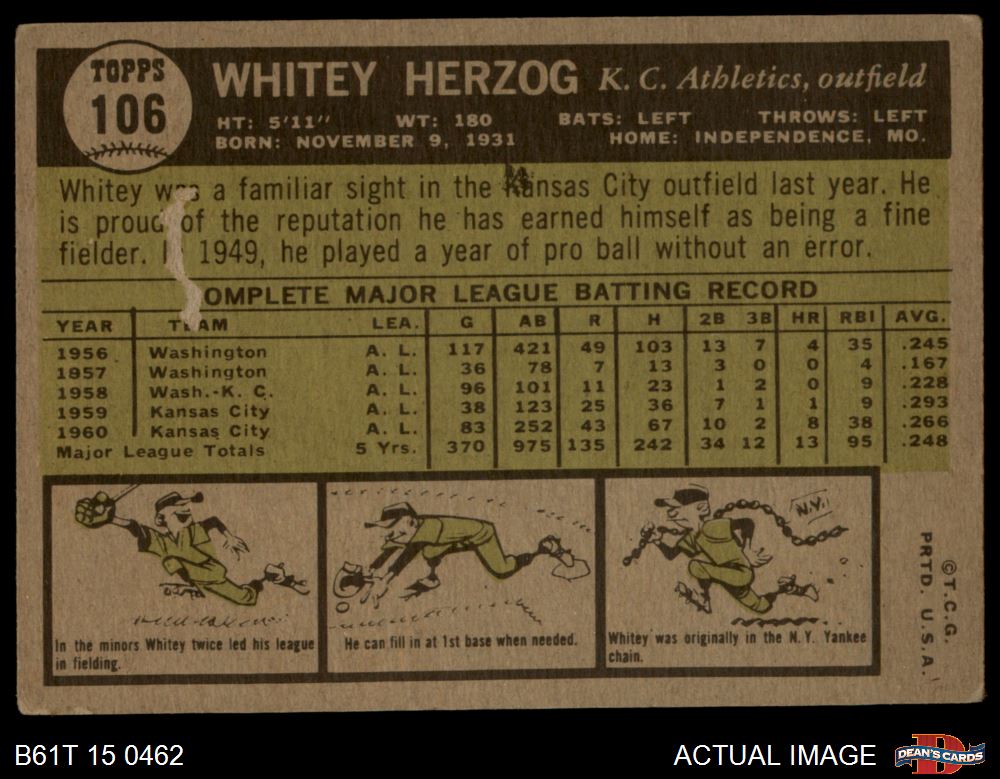 TOPPS
106
WHITEY HERZOG K. C. Athletics, outfield
HT: 5'11" WT: 180 BATS: LEFT THROWS: LEFT
BORN: NOVEMBER 9, 1931 HOME: INDEPENDENCE, MO.
Whitey was a familiar sight in the Kansas City outfield last year. He
is proud of the reputation he has earned himself as being a fine
fielder. In 1949, he played a year of pro ball without an error.
COMPLETE MAJOR LEAGUE BATTING RECORD
YEAR TEAM LEA. G AB R H 2B 3B HR RBI AVG.
1956 Washington A. L. 117 421 49 103 13 7 4 35 .245
1957 Washington A. L. 36 78 7 13 3 0 0 4 .167
1958 Wash.-K. C. A. L. 96 101 11 23 1 2 0 9 .228
1959 Kansas City A. L. 38 123 25 36 7 1 1 9 .293
1960 Kansas City A. L. 83 252 43 67 10 2 8 38 .266
Major League Totals 5 Yrs. 370 975 135 242 34 12 13 95 .248
N.Y.
In the minors Whitey twice led his league
in fielding.
He can fill in at 1st base when needed.
Whitey was originally in the N.Y. Yankee
chain.
©T.C.G.
PRTD. U.S.A.
B61T 15 0462
ACTUAL IMAGE
D
DEAN'S CARDS